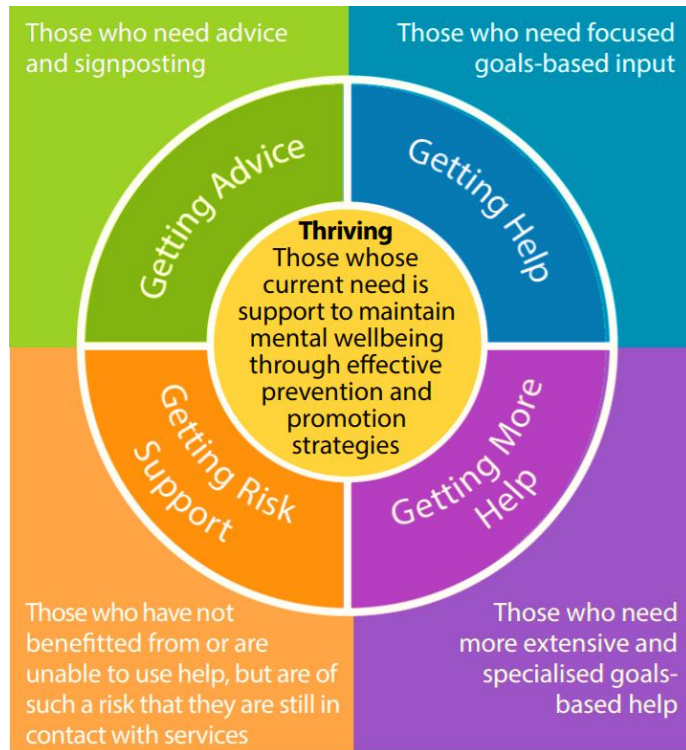 Those who need advice
and signposting
Those who need focused
goals-based input
Getting Advice
Getting Help
Thriving
Those whose
current need is
support to maintain
mental wellbeing
through effective
prevention and
promotion
strategies
Getting Risk
Support
Getting More
Help
Those who have not
benefitted from or are
unable to use help, but are of
such a risk that they are still in
contact with services
Those who need
more extensive and
specialised goals-
based help